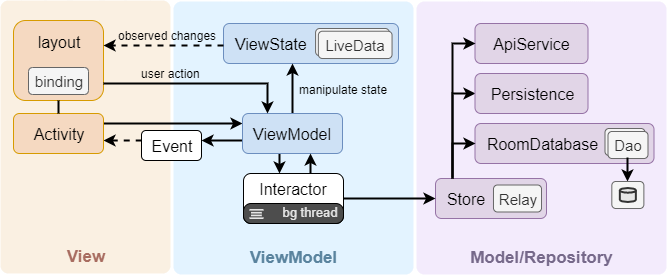 layout
binding
Activity
observed changes
user action
Event
ViewState
LiveData
manipulate state
ViewModel
Interactor
bg thread
ApiService
Persistence
RoomDatabase
Dao
Store
Relay
View
ViewModel
Model/Repository